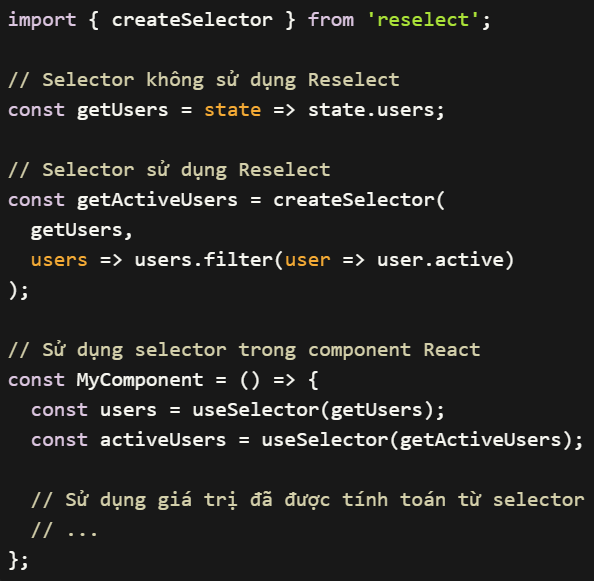 import { createSelector } from 'reselect';
// Selector không sử dụng Reselect
const getUsers = state => state.users;
// Selector sử dụng Reselect
const getActiveUsers = createSelector(
  getUsers,
  users => users.filter(user => user.active)
);
// Sử dụng selector trong component React
const MyComponent = () => {
  const users = useSelector(getUsers);
  const activeUsers = useSelector(getActiveUsers);
  // Sử dụng giá trị đã được tính toán từ selector
  // ...
};